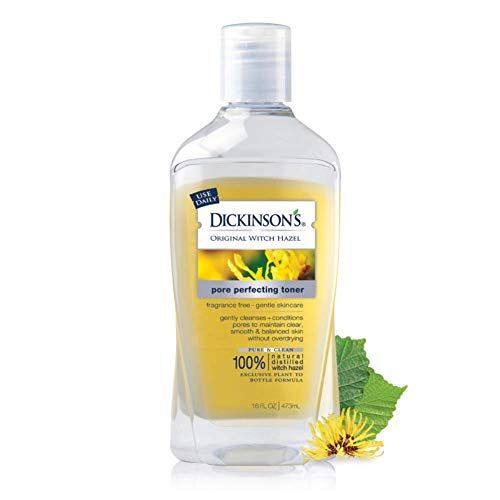 USE
DAILY
DICKINSON'S®
ORIGINAL WITCH HAZEL
pore perfecting toner
fragrance free - gentle skincare
gently cleanses + conditions
pores to maintain clear,
smooth & balanced skin
without overdrying
PURE & CLEAN
100% natural
distilled
witch hazel
EXCLUSIVE PLANT TO
BOTTLE FORMULA
16 FL OZ | 473mL